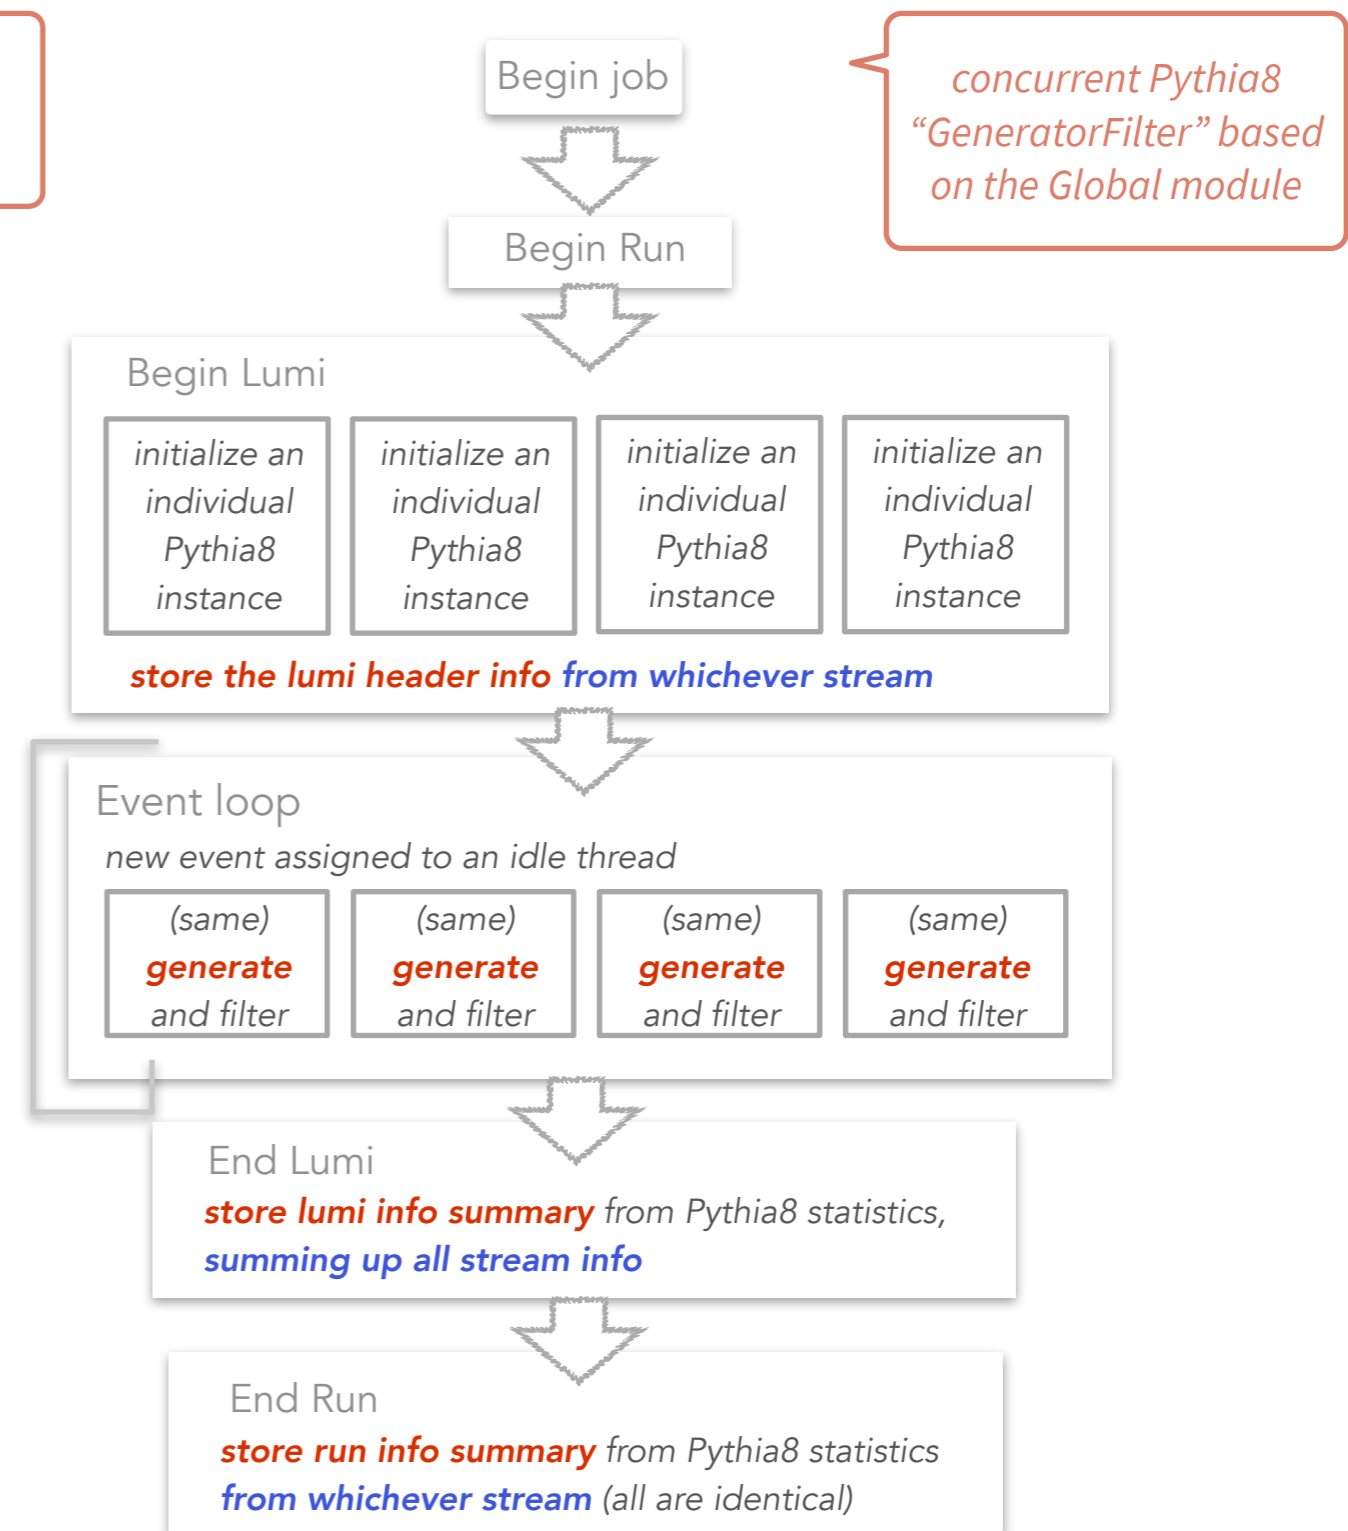 Begin job
concurrent Pythia8
“GeneratorFilter” based
on the Global module
Begin Run
Begin Lumi
initialize an
individual
Pythia8
instance
initialize an
individual
Pythia8
instance
initialize an
individual
Pythia8
instance
initialize an
individual
Pythia8
instance
store the lumi header info from whichever stream
Event loop
new event assigned to an idle thread
(same)
generate
and filter
(same)
generate
and filter
(same)
generate
and filter
(same)
generate
and filter
End Lumi
store lumi info summary from Pythia8 statistics,
summing up all stream info
End Run
store run info summary from Pythia8 statistics
from whichever stream (all are identical)